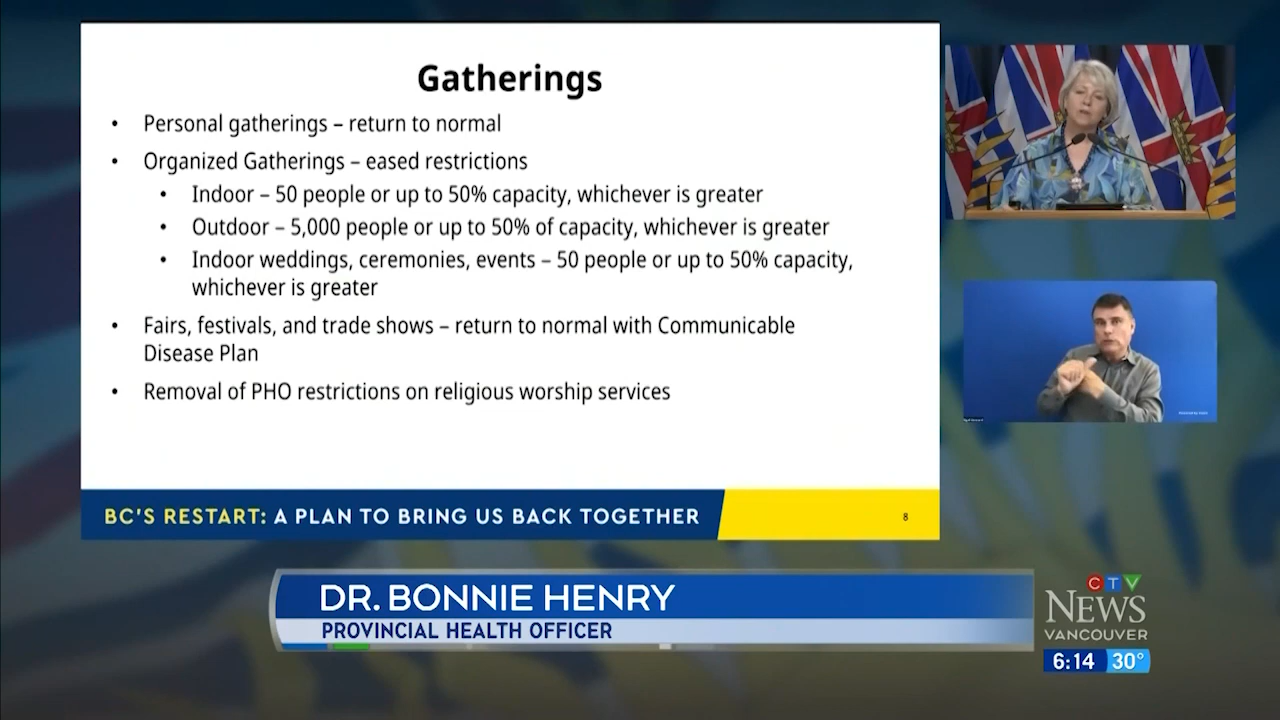 Gatherings
• Personal gatherings – return to normal
• Organized Gatherings – eased restrictions
• Indoor – 50 people or up to 50% capacity, whichever is greater
• Outdoor – 5,000 people or up to 50% of capacity, whichever is greater
• Indoor weddings, ceremonies, events – 50 people or up to 50% capacity,
whichever is greater
• Fairs, festivals, and trade shows – return to normal with Communicable
Disease Plan
• Removal of PHO restrictions on religious worship services
BC'S RESTART: A PLAN TO BRING US BACK TOGETHER
8
DR. BONNIE HENRY
PROVINCIAL HEALTH OFFICER
CTV
NEWS
VANCOUVER
6:14 30°